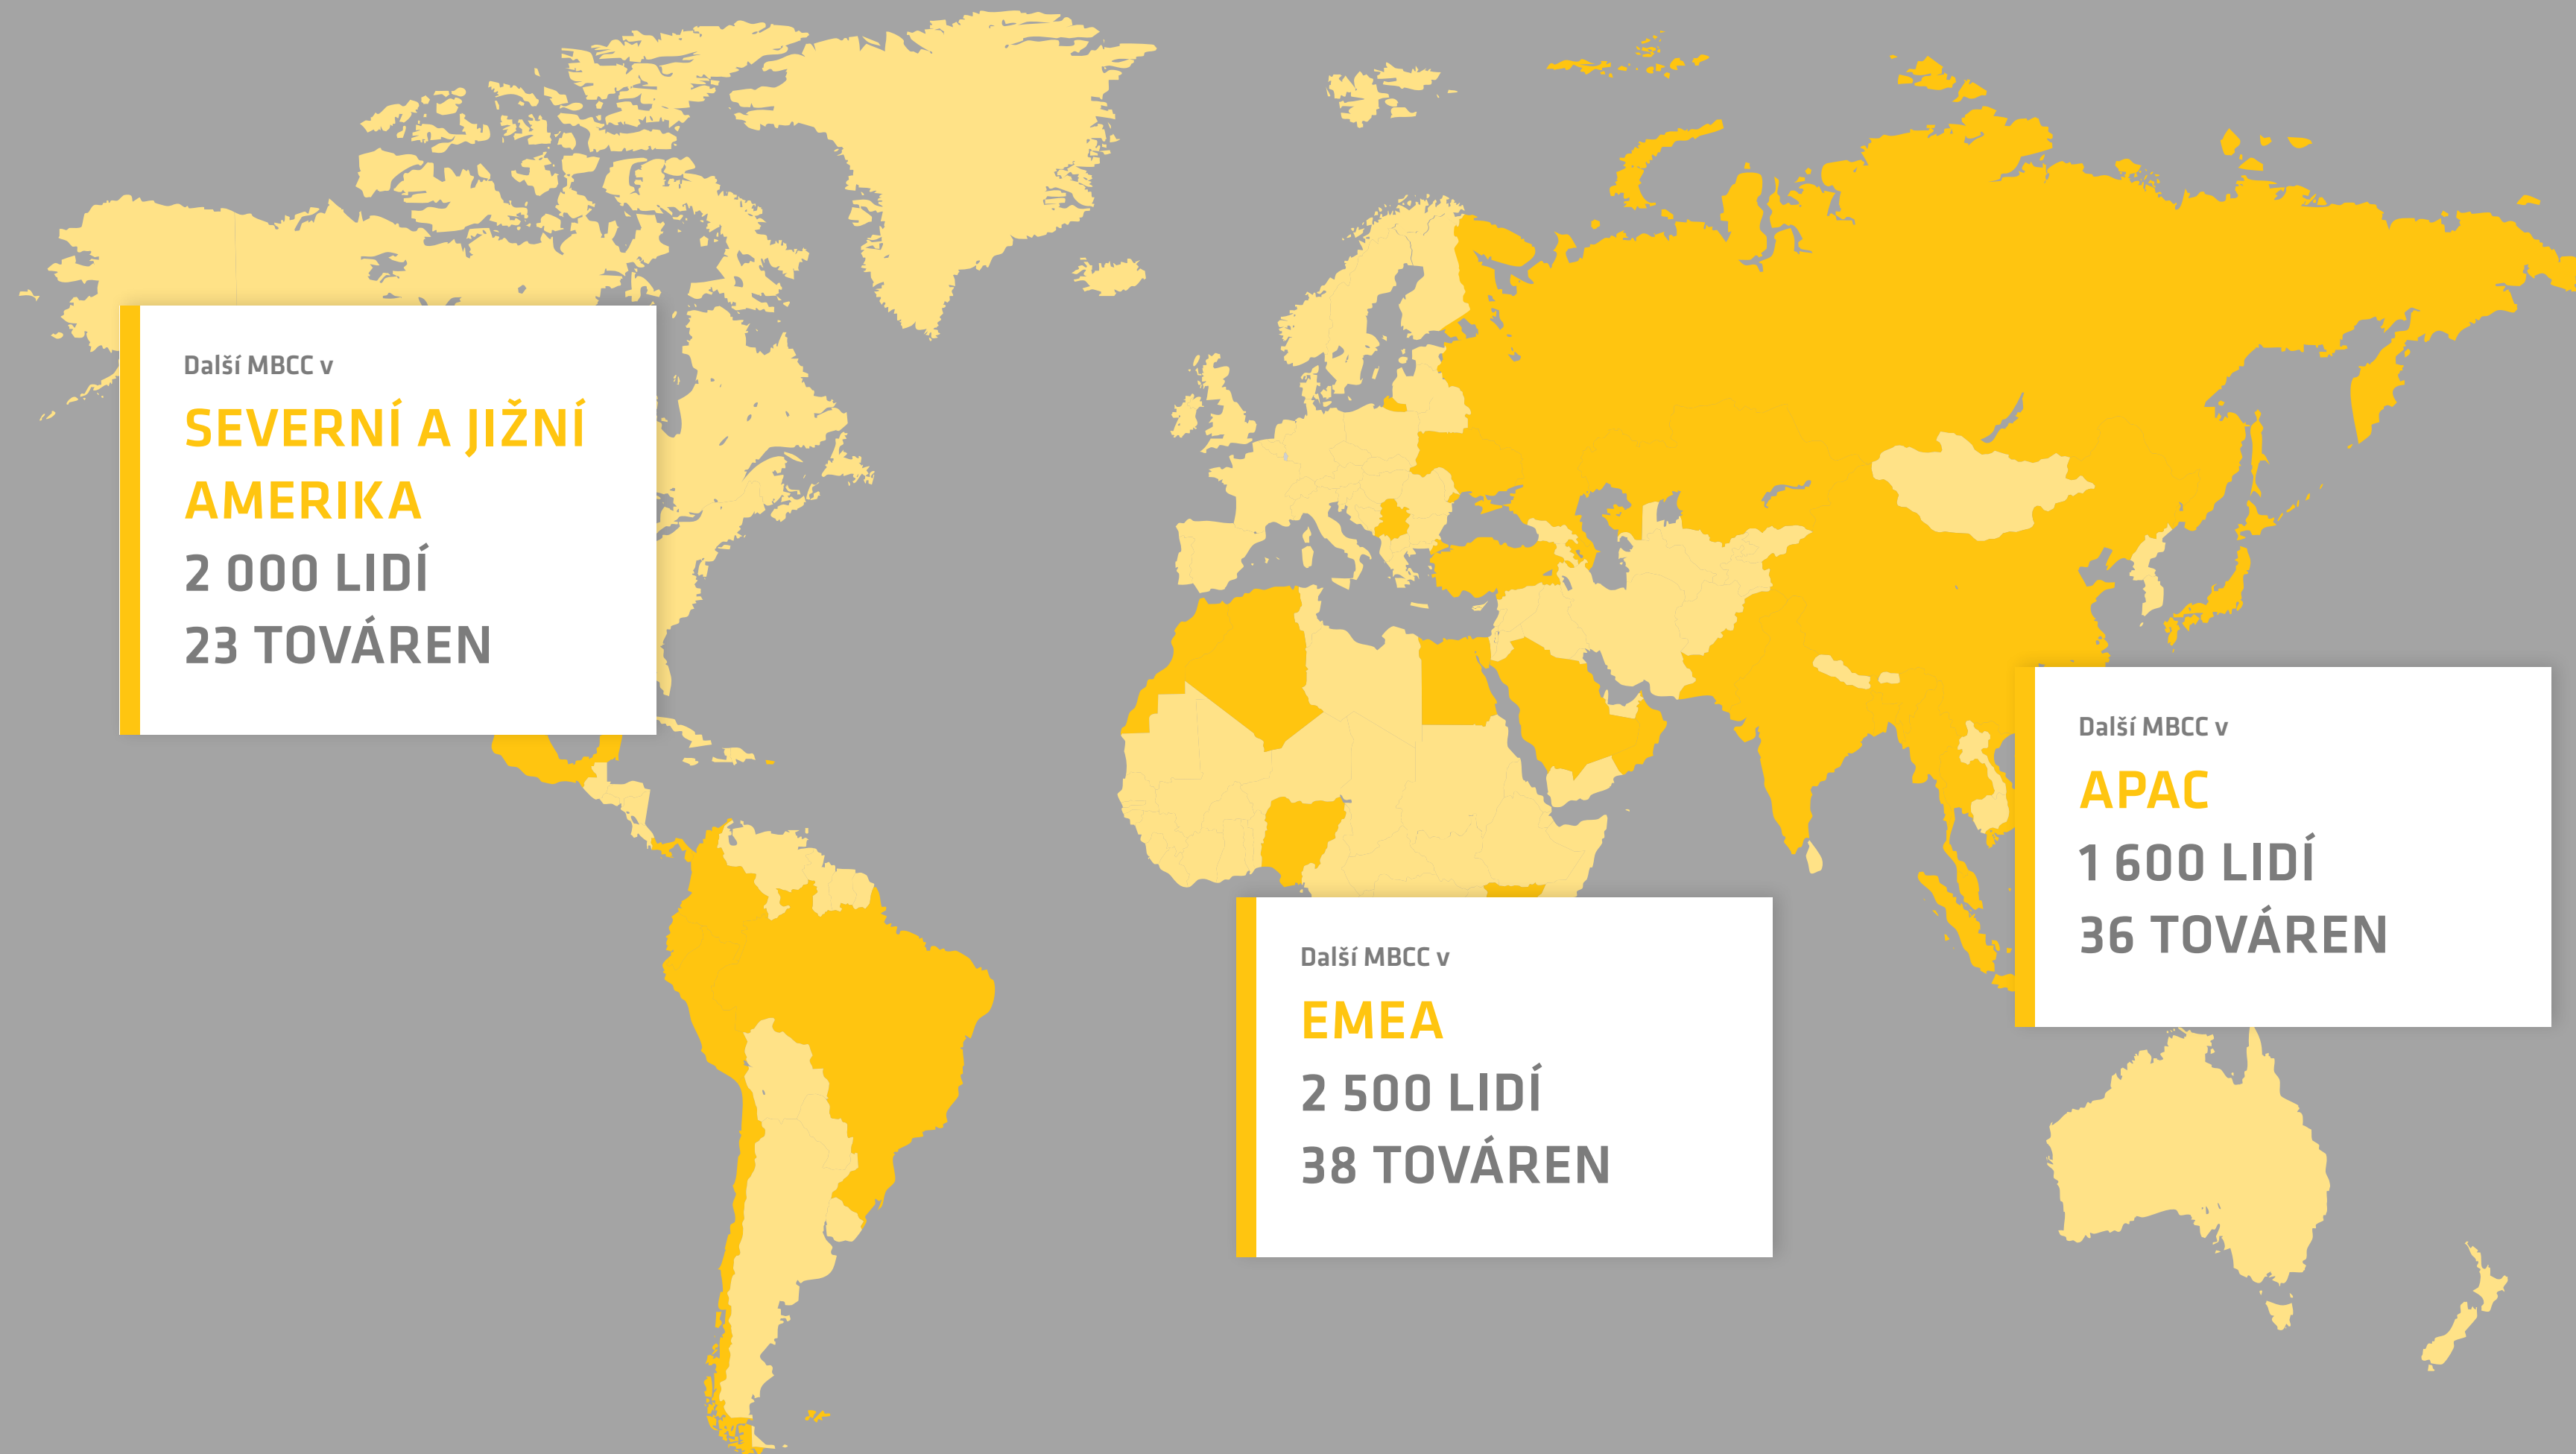 Další MBCC v
SEVERNÍ A JIŽNÍ
AMERIKA
2 000 LIDÍ
23 TOVÁREN
Další MBCC v
APAC
1 600 LIDÍ
36 TOVÁREN
Další MBCC v
EMEA
2 500 LIDÍ
38 TOVÁREN